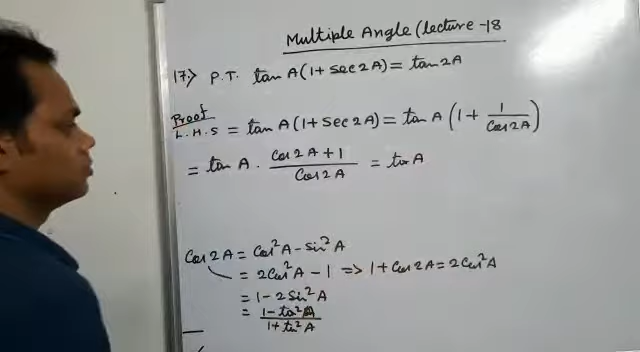 Multiple Angle (lecture -18
17.> P.T. tan A(1+ sec 2A) = tan 2A
Proof
L.H.S = tan A (1+ Sec 2A) = tan A (1 + 1/Cos 2A)
= tan A . (Cos 2A + 1)/(Cos 2A) = tan A
Cos 2A = Cos²A - Sin²A
= 2Cos²A - 1 => 1 + Cos 2A = 2Cos²A
= 1 - 2 Sin²A
= (1 - tan²A)/(1 + tan²A)